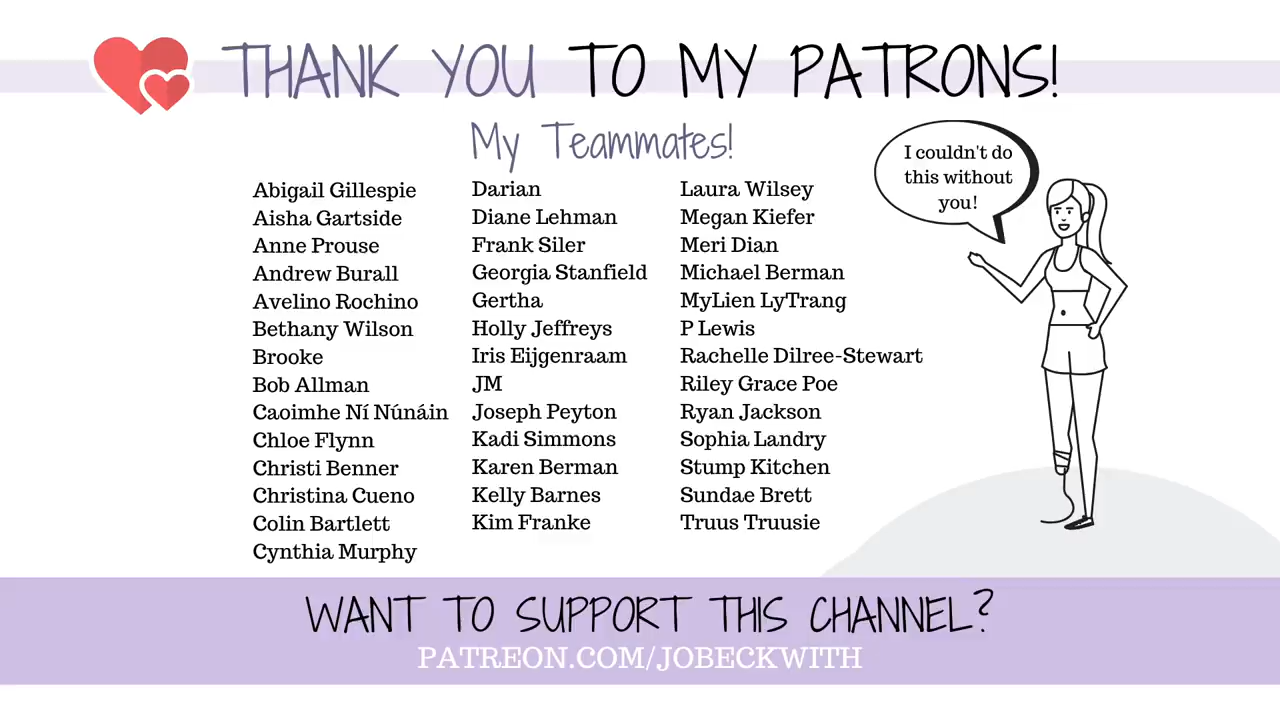 THANK YOU TO MY PATRONS!
My Teammates!
I couldn't do
this without
you!
Abigail Gillespie
Aisha Gartside
Anne Prouse
Andrew Burall
Avelino Rochino
Bethany Wilson
Brooke
Bob Allman
Caoimhe Ní Núnáin
Chloe Flynn
Christi Benner
Christina Cueno
Colin Bartlett
Cynthia Murphy
Darian
Diane Lehman
Frank Siler
Georgia Stanfield
Gertha
Holly Jeffreys
Iris Eijgenraam
JM
Joseph Peyton
Kadi Simmons
Karen Berman
Kelly Barnes
Kim Franke
Laura Wilsey
Megan Kiefer
Meri Dian
Michael Berman
MyLien LyTrang
P Lewis
Rachelle Dilree-Stewart
Riley Grace Poe
Ryan Jackson
Sophia Landry
Stump Kitchen
Sundae Brett
Truus Truusie
WANT TO SUPPORT THIS CHANNEL?
PATREON.COM/JOBECKWITH